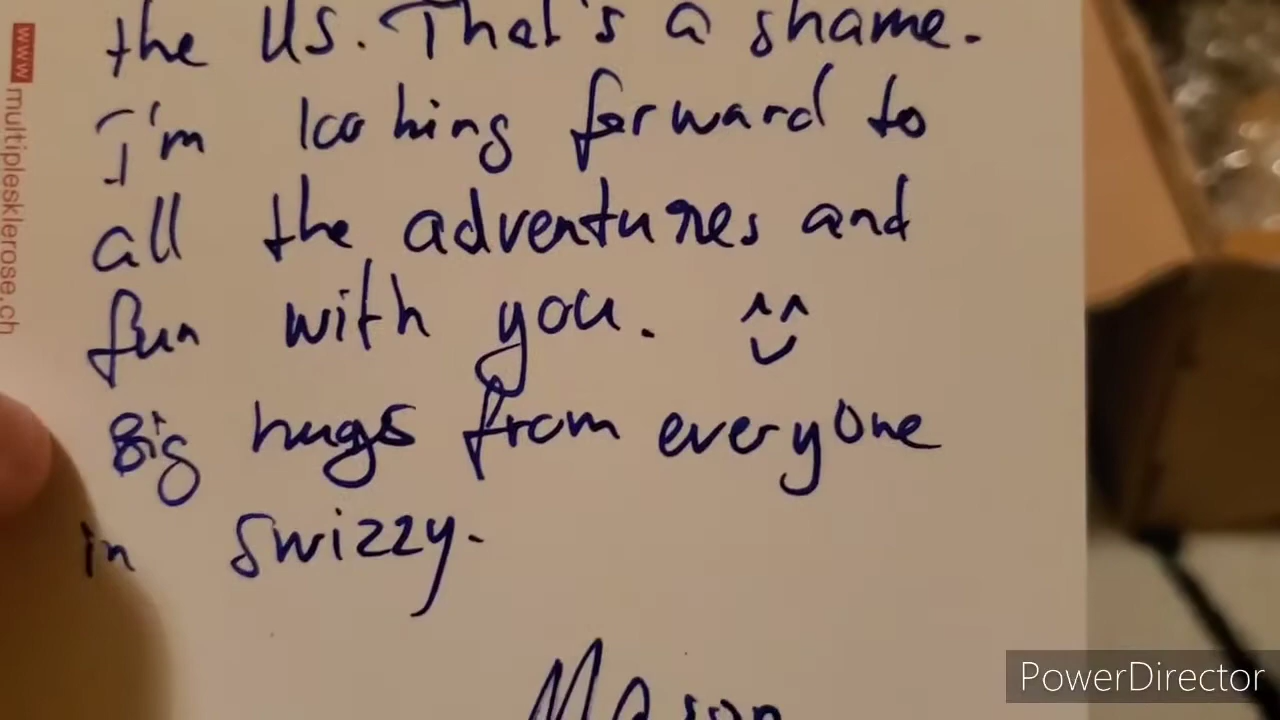 the US. That's a shame.
I'm looking forward to
all the adventures and
fun with you. ^^
Big hugs from everyone
in Swizzy.
Mason
www.multiplesklerose.ch
PowerDirector